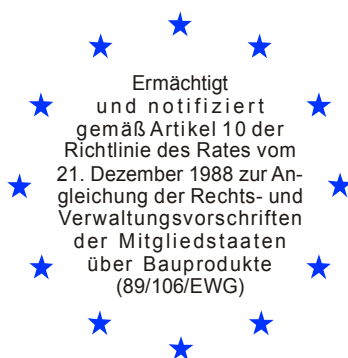 Ermächtigt
und notifiziert
gemäß Artikel 10 der
Richtlinie des Rates vom
21. Dezember 1988 zur An-
gleichung der Rechts- und
Verwaltungsvorschriften
der Mitgliedstaaten
über Bauprodukte
(89/106/EWG)